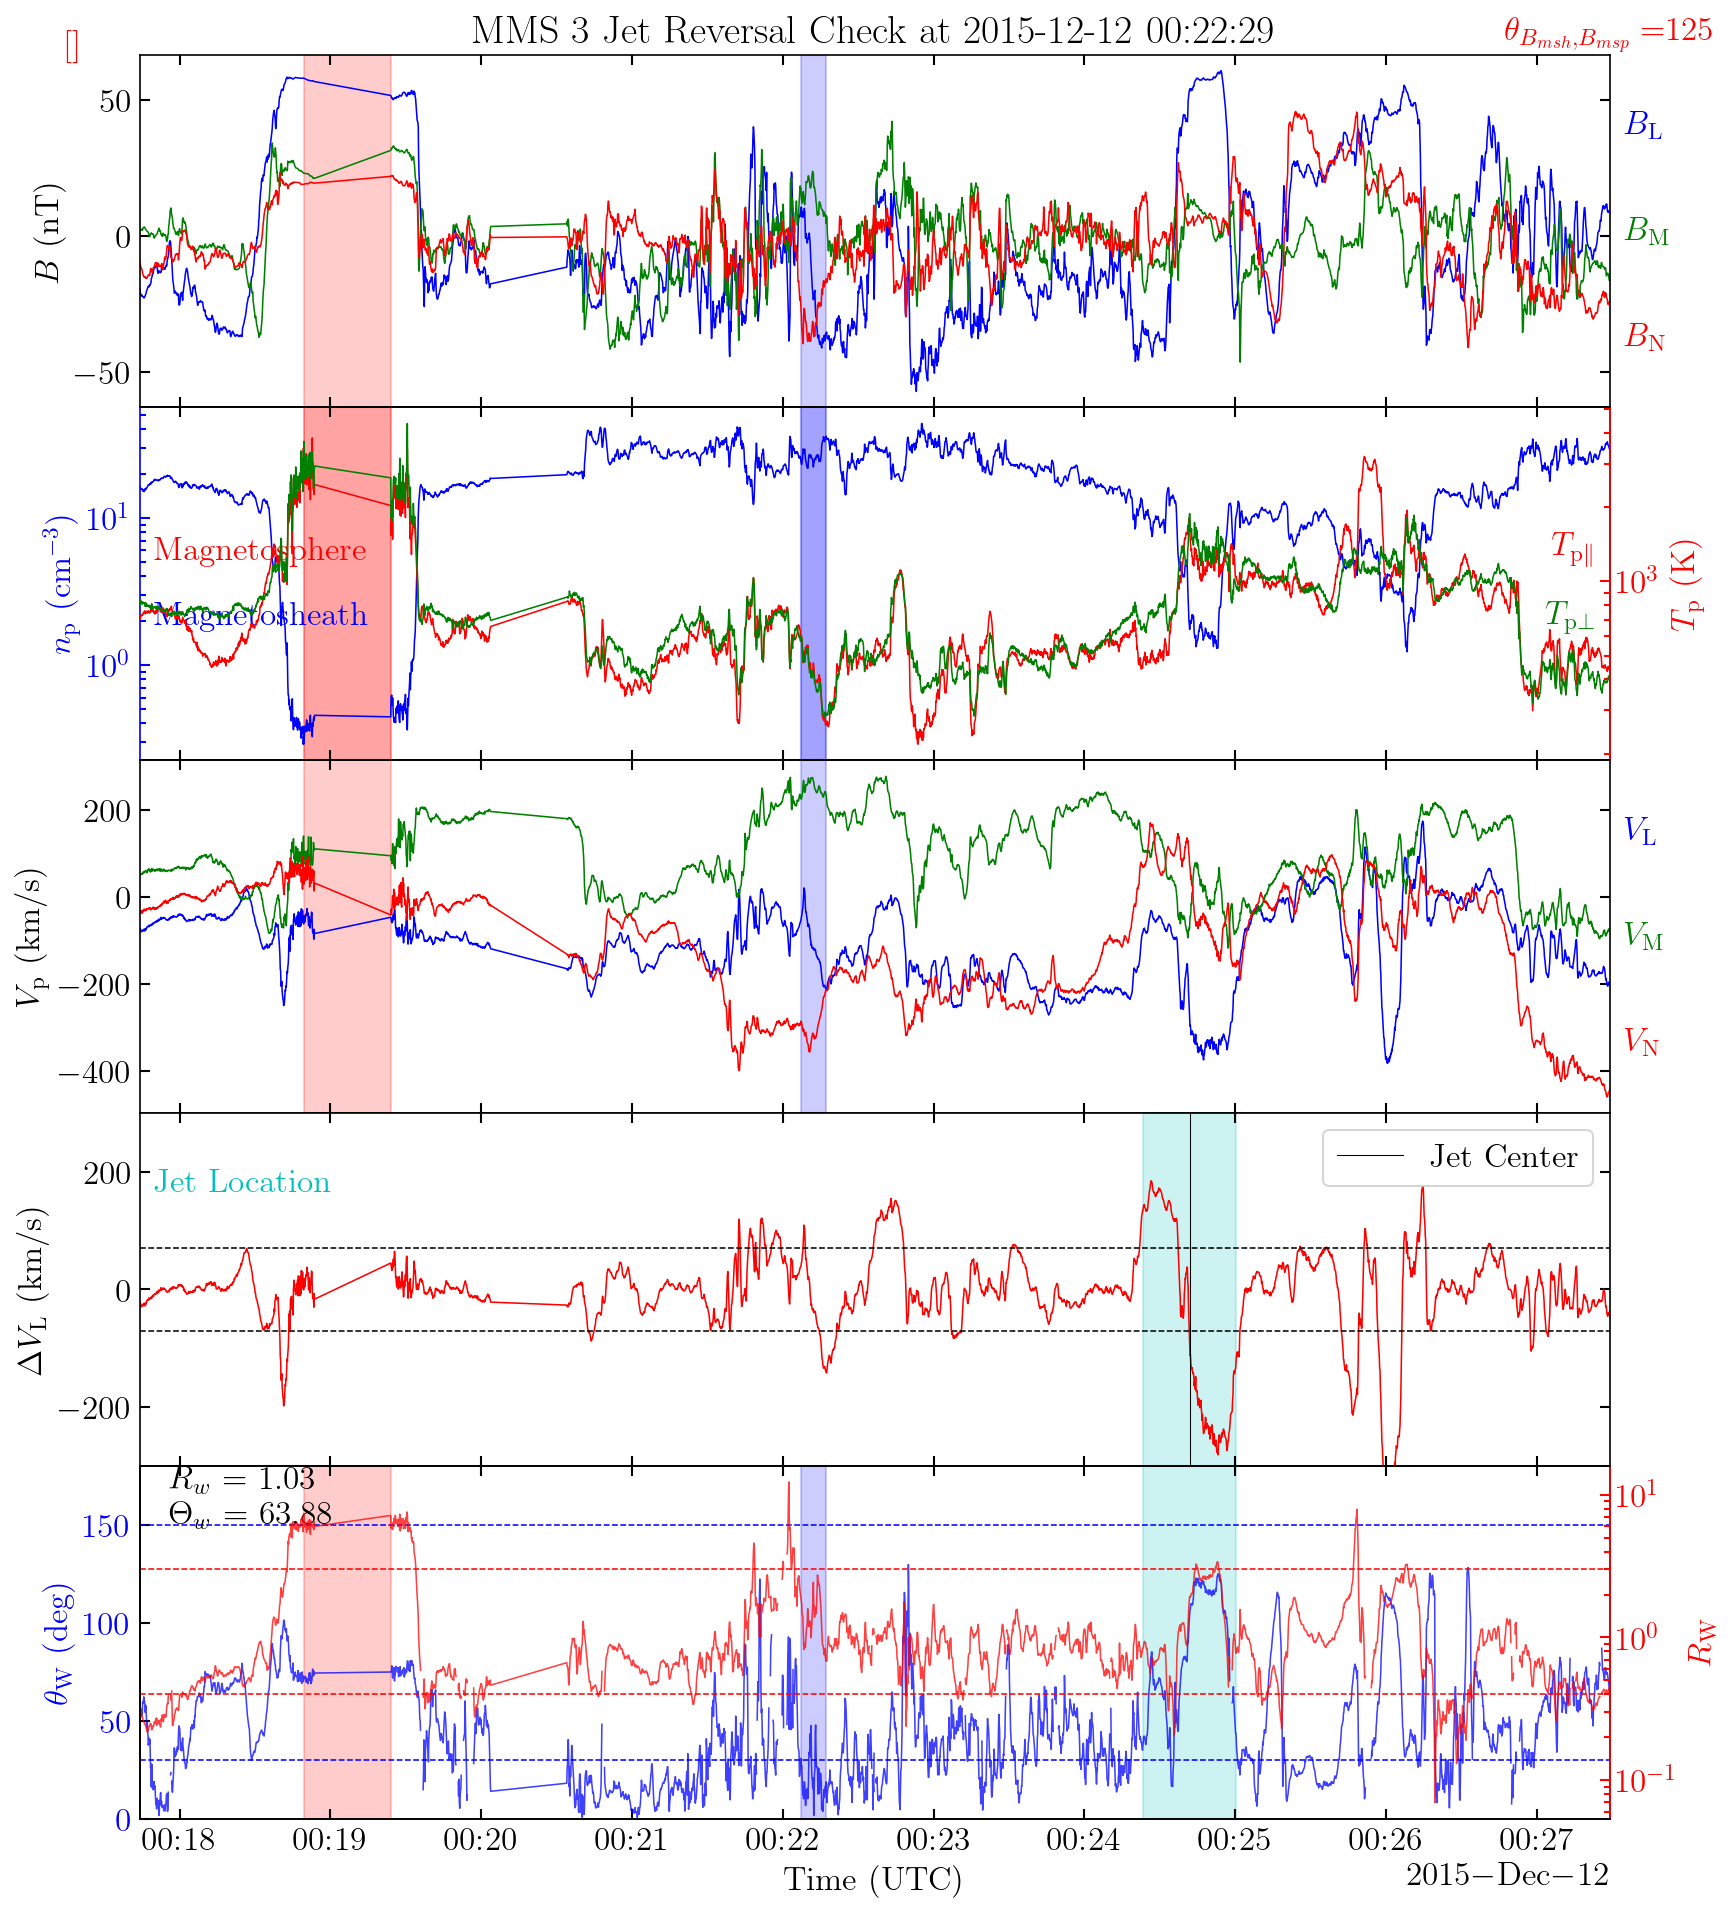 MMS 3 Jet Reversal Check at 2015-12-12 00:22:29
θ_{B_{msh}, B_{msp}} =125
[]
50
0
−50
B (nT)
B_L
B_M
B_N
10^1
10^0
n_p (cm^{−3})
Magnetosphere
Magnetosheath
T_{p∥}
T_{p⊥}
10^3
T_p (K)
200
0
−200
−400
V_p (km/s)
V_L
V_M
V_N
200
0
−200
ΔV_L (km/s)
Jet Location
Jet Center
R_w = 1.03
Θ_w = 63.88
150
100
50
0
θ_W (deg)
10^1
10^0
10^{−1}
R_W
00:18 00:19 00:20 00:21 00:22 00:23 00:24 00:25 00:26 00:27
Time (UTC)
2015−Dec−12